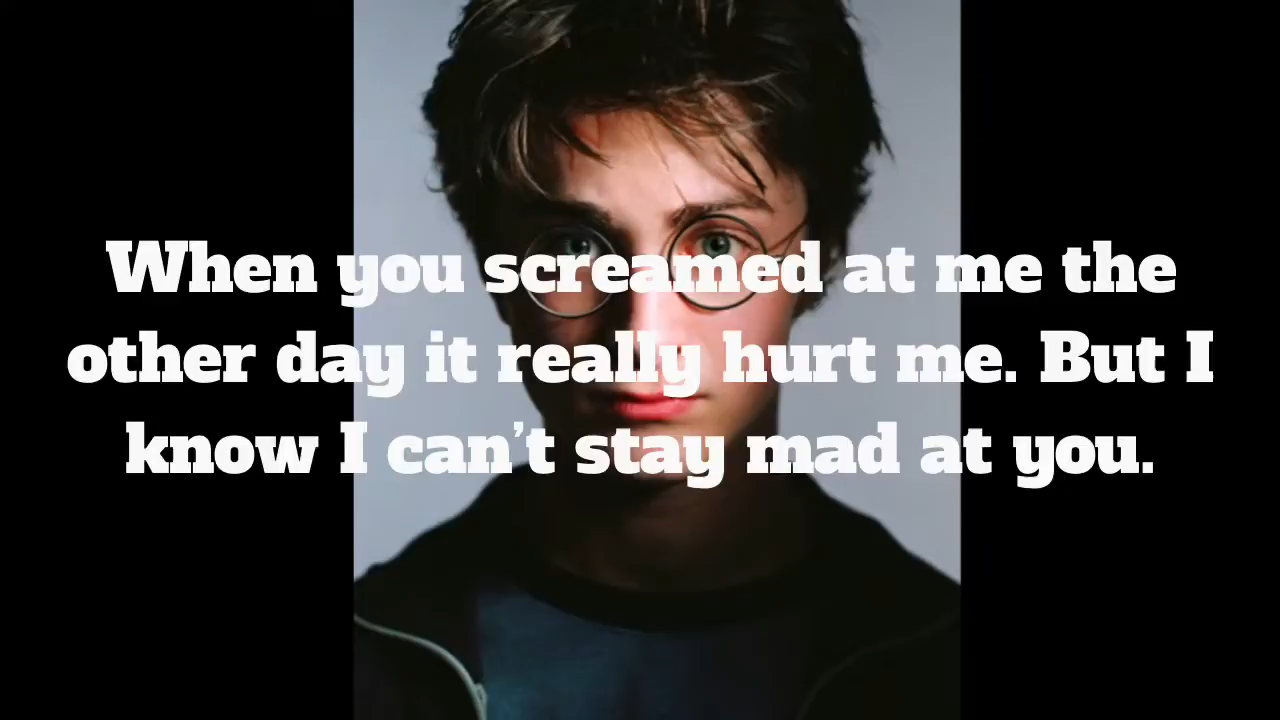 When you screamed at me the
other day it really hurt me. But I
know I can't stay mad at you.